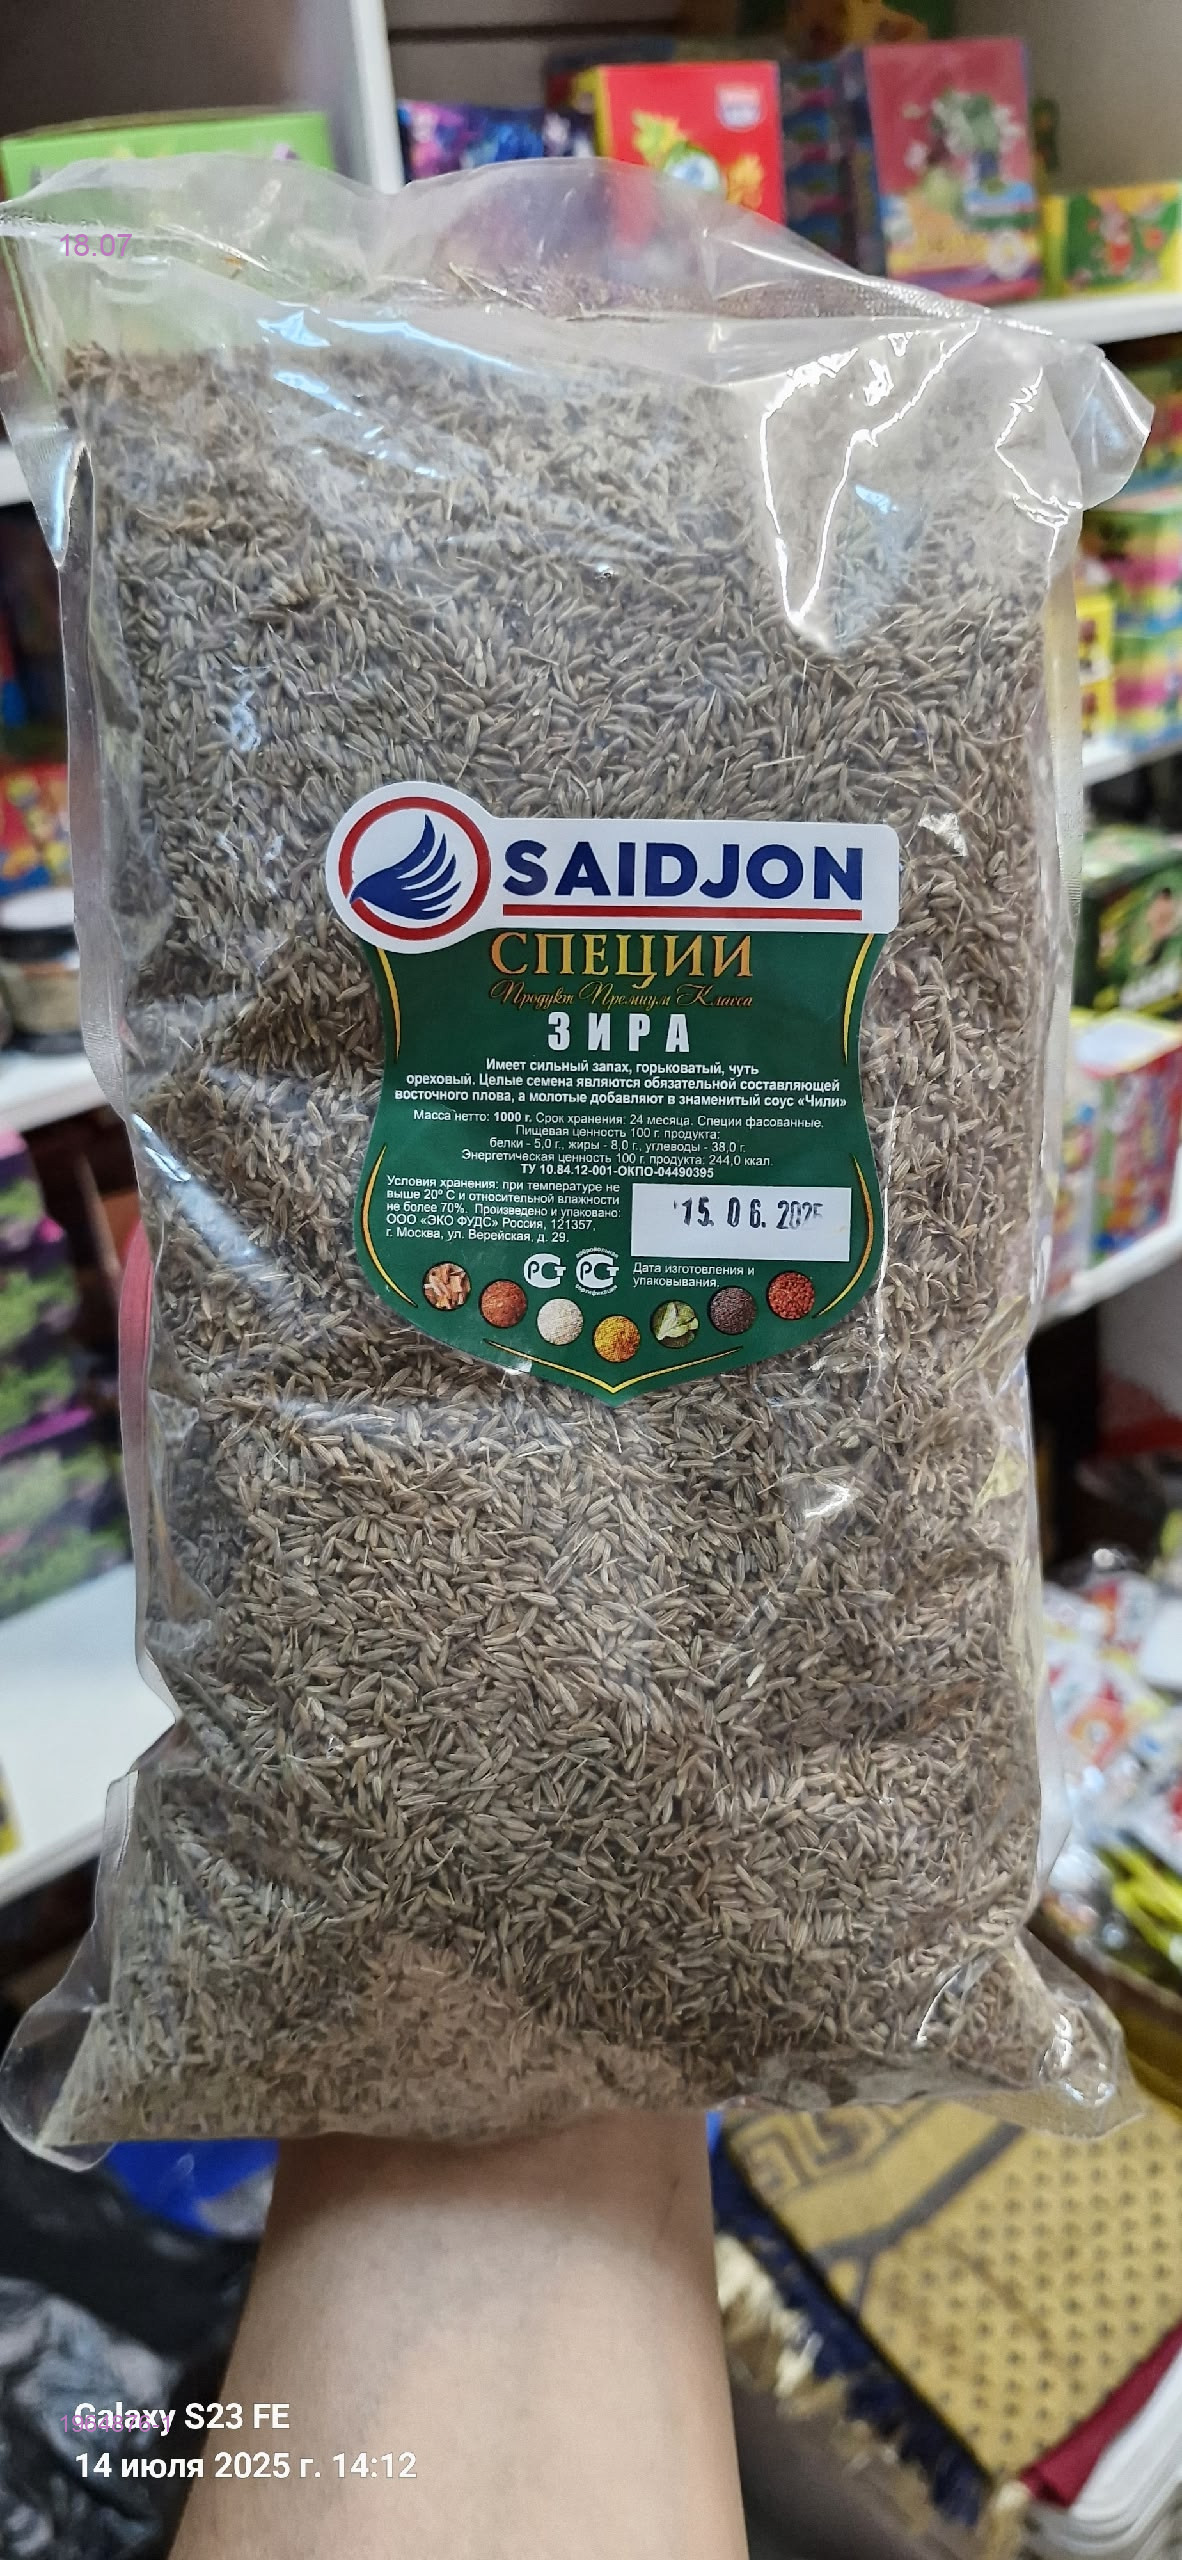 18.07
SAIDJON
СПЕЦИИ
Продукт Премиум Класса
ЗИРА
Имеет сильный запах, горьковатый, чуть
ореховый. Целые семена являются обязательной составляющей
восточного плова, а молотые добавляют в знаменитый соус «Чили»
Масса нетто: 1000 г. Срок хранения: 24 месяца. Специи фасованные.
Пищевая ценность 100 г. продукта:
белки - 5,0 г., жиры - 8,0 г., углеводы - 38,0 г.
Энергетическая ценность 100 г. продукта: 244,0 ккал.
ТУ 10.84.12-001-ОКПО-04490395
Условия хранения: при температуре не
выше 20° С и относительной влажности
не более 70%. Произведено и упаковано:
ООО «ЭКО ФУДС» Россия, 121357,
г. Москва, ул. Верейская, д. 29.
15. 06. 2025
РСТ
добровольная
РСТ
сертификация
Дата изготовления и
упаковывания.
Galaxy S23 FE
14 июля 2025 г. 14:12